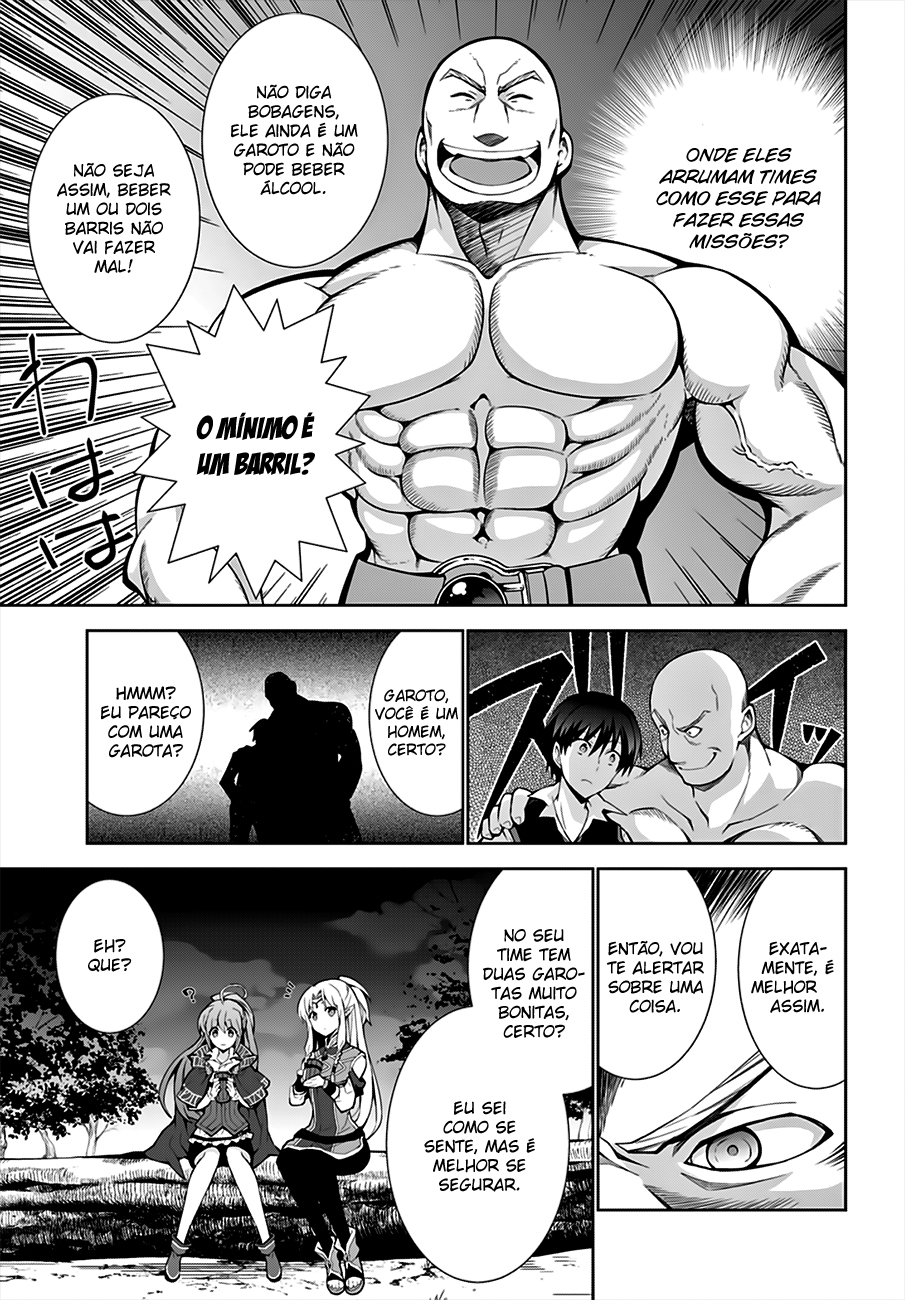 ONDE ELES
ARRUMAM TIMES
COMO ESSE PARA
FAZER ESSAS
MISSÕES?
NÃO DIGA
BOBAGENS,
ELE AINDA É UM
GAROTO E NÃO
PODE BEBER
ÁLCOOL.
NÃO SEJA
ASSIM, BEBER
UM OU DOIS
BARRIS NÃO
VAI FAZER
MAL!
O MÍNIMO É
UM BARRIL?
わはは
グイッ
GAROTO,
VOCÊ É UM
HOMEM,
CERTO?
HMMM?
EU PAREÇO
COM UMA
GAROTA?
EXATA-
MENTE, É
MELHOR
ASSIM.
ENTÃO, VOU
TE ALERTAR
SOBRE UMA
COISA.
NO SEU
TIME TEM
DUAS GARO-
TAS MUITO
BONITAS,
CERTO?
EU SEI
COMO SE
SENTE, MAS É
MELHOR SE
SEGURAR.
EH?
QUE?
?